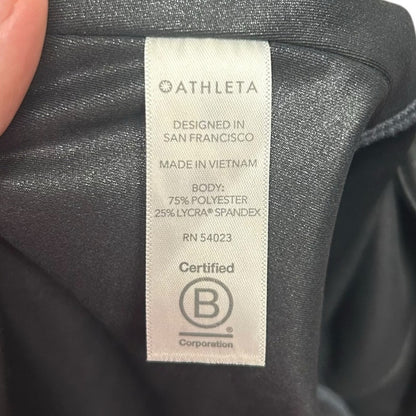 ATHLETA
DESIGNED IN
SAN FRANCISCO
MADE IN VIETNAM
BODY:
75% POLYESTER
25% LYCRA® SPANDEX
RN 54023
Certified
B
®
Corporation